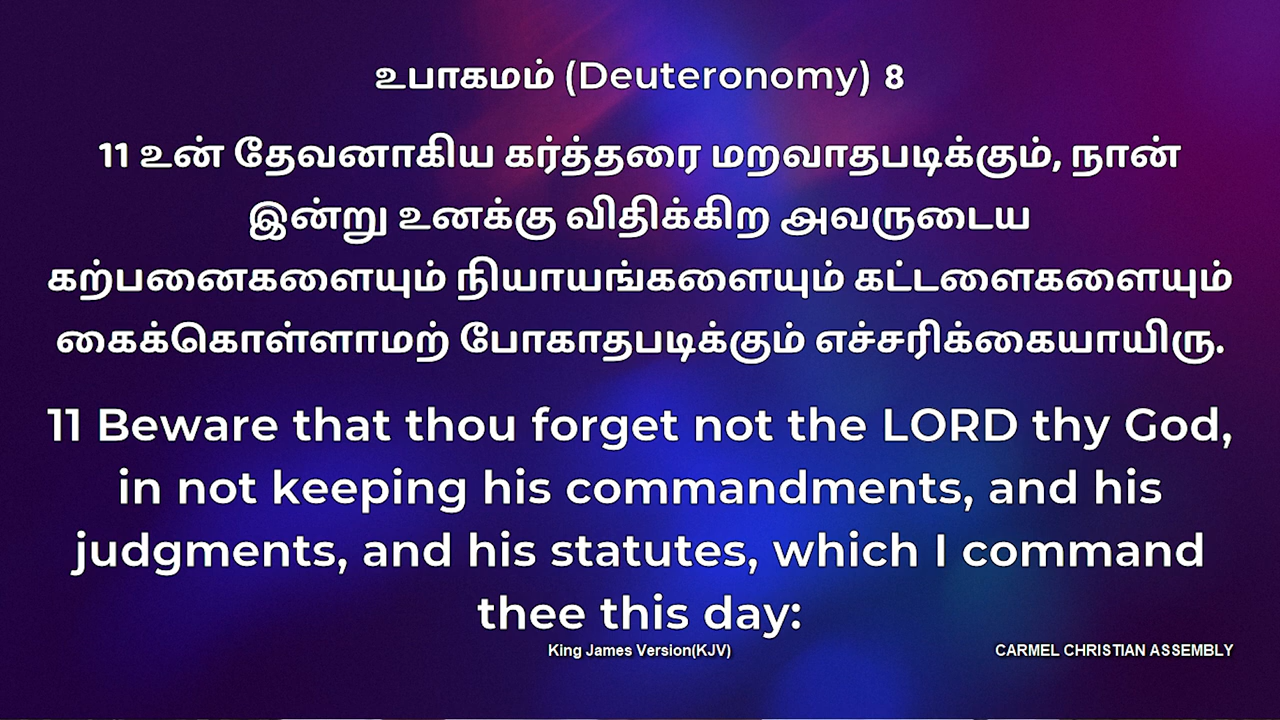 உபாகமம் (Deuteronomy) 8
11 உன் தேவனாகிய கர்த்தரை மறவாதபடிக்கும், நான்
இன்று உனக்கு விதிக்கிற அவருடைய
கற்பனைகளையும் நியாயங்களையும் கட்டளைகளையும்
கைக்கொள்ளாமற் போகாதபடிக்கும் எச்சரிக்கையாயிரு.
11 Beware that thou forget not the LORD thy God,
in not keeping his commandments, and his
judgments, and his statutes, which I command
thee this day:
King James Version(KJV)
CARMEL CHRISTIAN ASSEMBLY